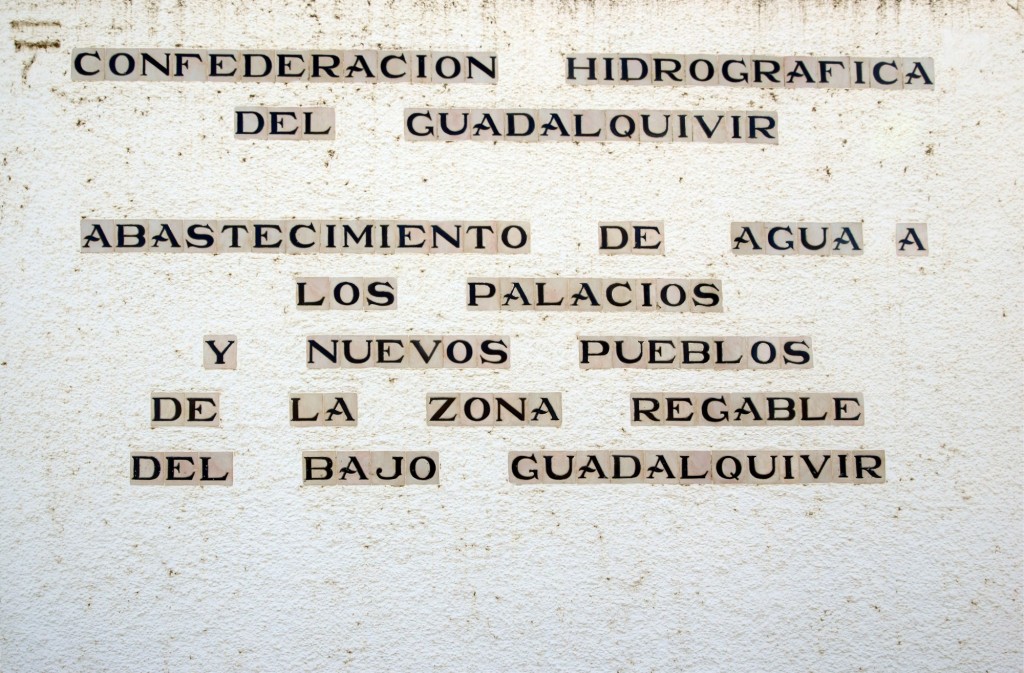 CONFEDERACION HIDROGRAFICA
DEL GUADALQUIVIR
ABASTECIMIENTO DE AGUA A
LOS PALACIOS
Y NUEVOS PUEBLOS
DE LA ZONA REGABLE
DEL BAJO GUADALQUIVIR